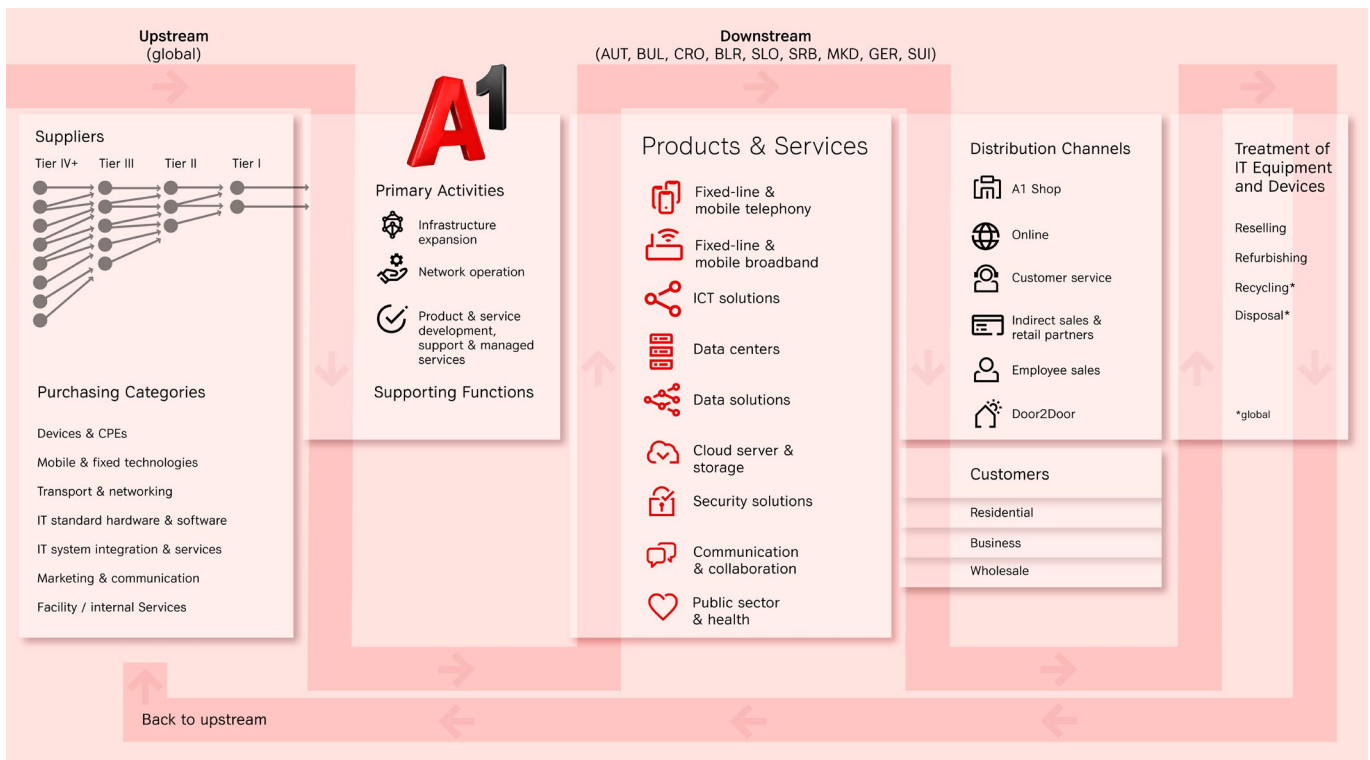 Upstream
(global)
Downstream
(AUT, BUL, CRO, BLR, SLO, SRB, MKD, GER, SUI)
A1
Suppliers
Tier IV+ Tier III Tier II Tier I
Purchasing Categories
Devices & CPEs
Mobile & fixed technologies
Transport & networking
IT standard hardware & software
IT system integration & services
Marketing & communication
Facility / internal Services
Primary Activities
Infrastructure
expansion
Network operation
Product & service
development,
support & managed
services
Supporting Functions
Products & Services
Fixed-line &
mobile telephony
Fixed-line &
mobile broadband
ICT solutions
Data centers
Data solutions
Cloud server &
storage
Security solutions
Communication
& collaboration
Public sector
& health
Distribution Channels
A1 Shop
Online
Customer service
Indirect sales &
retail partners
Employee sales
Door2Door
Customers
Residential
Business
Wholesale
Treatment of
IT Equipment
and Devices
Reselling
Refurbishing
Recycling*
Disposal*
*global
Back to upstream